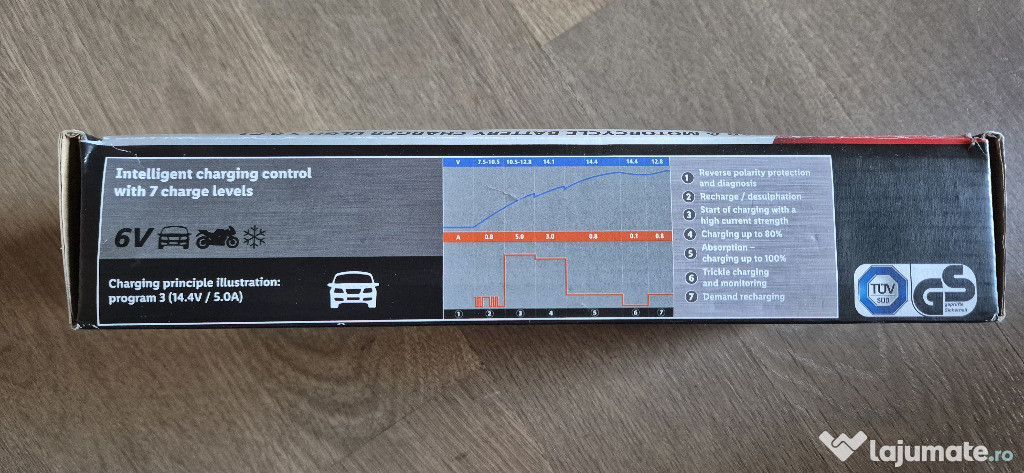 & MOTORCYCLE BATTERY CHARGER
Intelligent charging control
with 7 charge levels
6V
Charging principle illustration:
program 3 (14.4V / 5.0A)
V 7.5-10.5 10.5-12.8 14.1 14.4 14.4 12.8
A 0.8 5.0 3.0 0.8 0.1 0.8
1 2 3 4 5 6 7
1 Reverse polarity protection
and diagnosis
2 Recharge / desulphation
3 Start of charging with a
high current strength
4 Charging up to 80%
5 Absorption –
charging up to 100%
6 Trickle charging
and monitoring
7 Demand recharging
TÜV
SÜD
GS
geprüfte
Sicherheit
lajumate.ro